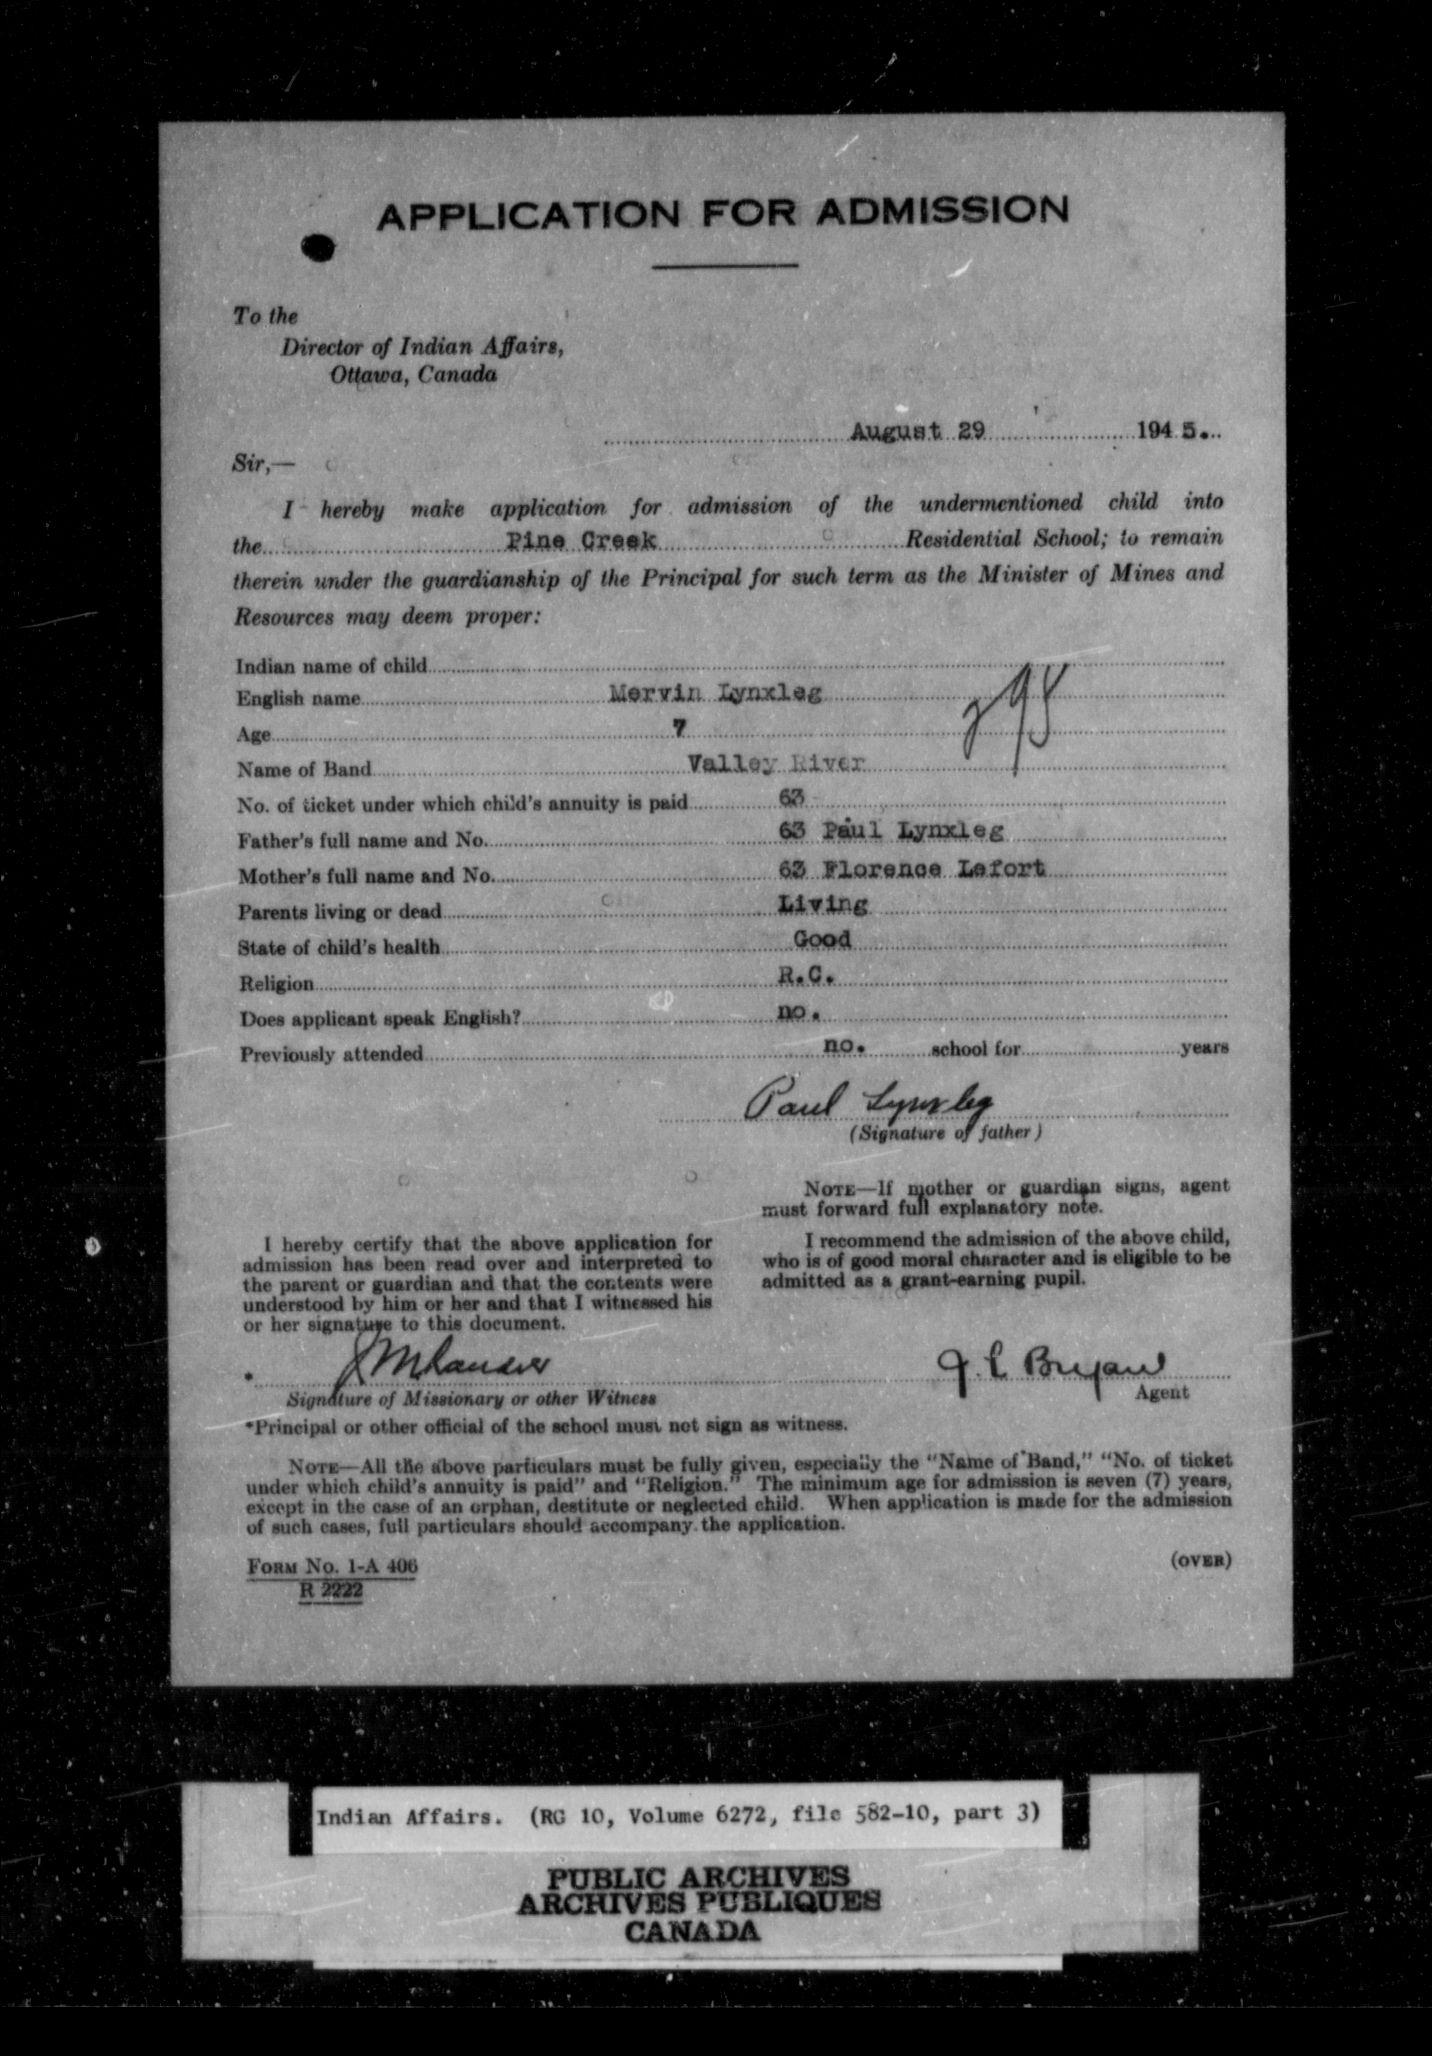 APPLICATION FOR ADMISSION
To the
Director of Indian Affairs,
Ottawa, Canada
August 29 194 5.
Sir,—
I hereby make application for admission of the undermentioned child into
the Pine Creek Residential School; to remain
therein under the guardianship of the Principal for such term as the Minister of Mines and
Resources may deem proper:
Indian name of child
English name Mervin Lynxleg
Age 7
Name of Band Valley River
No. of ticket under which child's annuity is paid 63
Father's full name and No. 63 Paul Lynxleg
Mother's full name and No. 63 Florence Lefort
Parents living or dead Living
State of child's health Good
Religion R.C.
Does applicant speak English? no.
Previously attended no. school for years
Paul Lynxleg
(Signature of father)
NOTE—If mother or guardian signs, agent
must forward full explanatory note.
I hereby certify that the above application for
admission has been read over and interpreted to
the parent or guardian and that the contents were
understood by him or her and that I witnessed his
or her signature to this document.
I recommend the admission of the above child,
who is of good moral character and is eligible to be
admitted as a grant-earning pupil.
*
Signature of Missionary or other Witness
J. L Bryan
Agent
*Principal or other official of the school must not sign as witness.
NOTE—All the above particulars must be fully given, especially the "Name of Band," "No. of ticket
under which child's annuity is paid" and "Religion." The minimum age for admission is seven (7) years,
except in the case of an orphan, destitute or neglected child. When application is made for the admission
of such cases, full particulars should accompany the application.
FORM No. 1-A 406
R 2222
(OVER)
Indian Affairs. (RG 10, Volume 6272, file 582-10, part 3)
PUBLIC ARCHIVES
ARCHIVES PUBLIQUES
CANADA